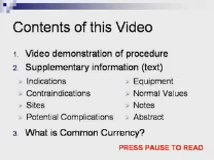 Contents of this Video
1. Video demonstration of procedure
2. Supplementary information (text)
Indications
Contraindications
Sites
Potential Complications
Equipment
Normal Values
Notes
Abstract
3. What is Common Currency?
PRESS PAUSE TO READ